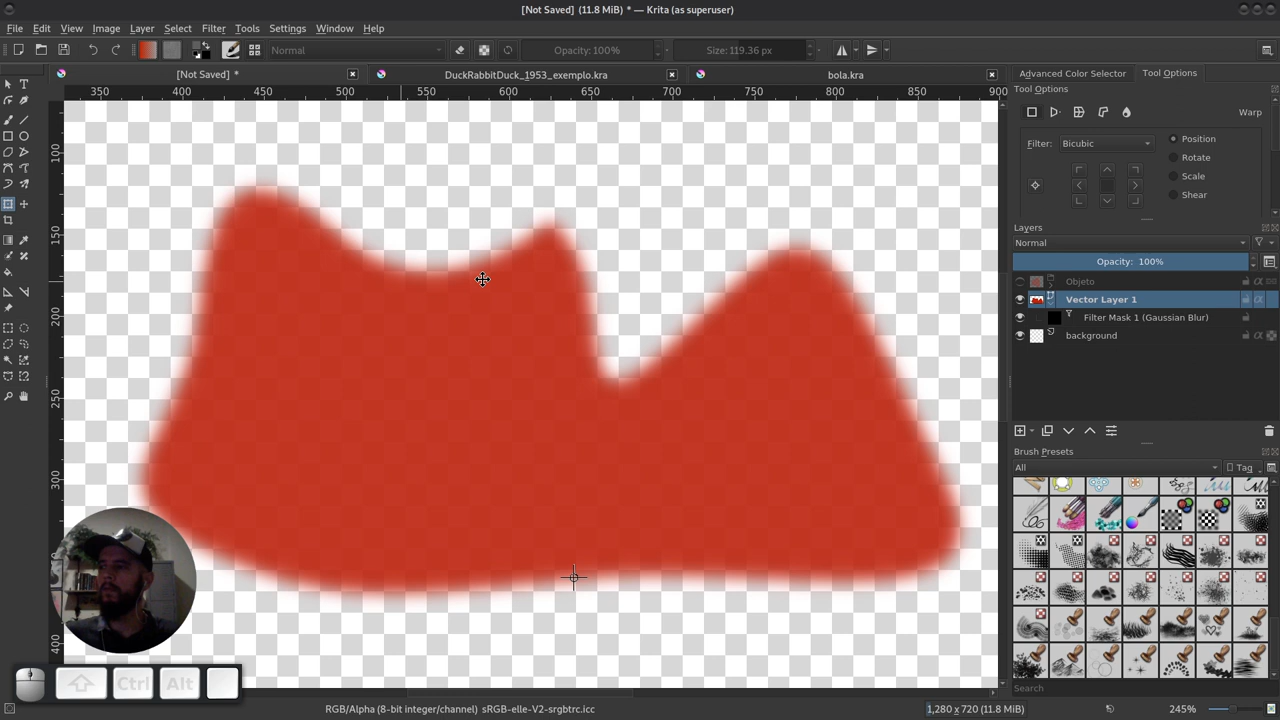 [Not Saved] (11.8 MiB) * — Krita (as superuser)
File Edit View Image Layer Select Filter Tools Settings Window Help
Normal Opacity: 100% Size: 119.36 px
[Not Saved] * DuckRabbitDuck_1953_exemplo.kra bola.kra
Advanced Color Selector Tool Options
Tool Options
350 400 450 500 550 600 650 700 750 800 850 900
100
150
200
250
300
400
Warp
Filter: Bicubic
Position
Rotate
Scale
Shear
Layers
Normal
Opacity: 100%
Objeto
Vector Layer 1
Filter Mask 1 (Gaussian Blur)
background
Brush Presets
All Tag
Search
Ctrl Alt
RGB/Alpha (8-bit integer/channel) sRGB-elle-V2-srgbtrc.icc 1,280 x 720 (11.8 MiB) 245%